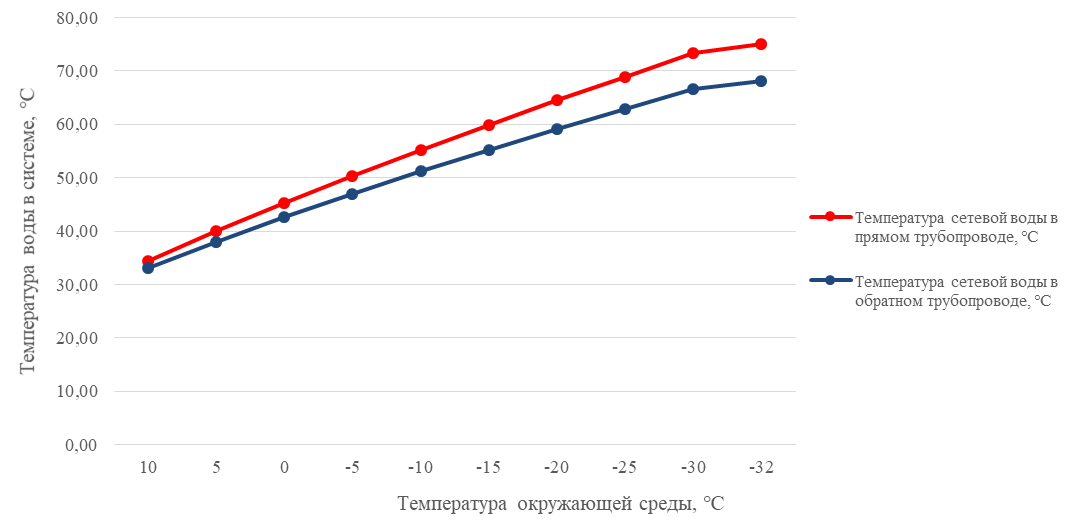 80,00
70,00
60,00
50,00
40,00
30,00
20,00
10,00
0,00
Температура воды в системе, °С
10 5 0 -5 -10 -15 -20 -25 -30 -32
Температура окружающей среды, °С
Температура сетевой воды в
прямом трубопроводе, °С
Температура сетевой воды в
обратном трубопроводе, °С